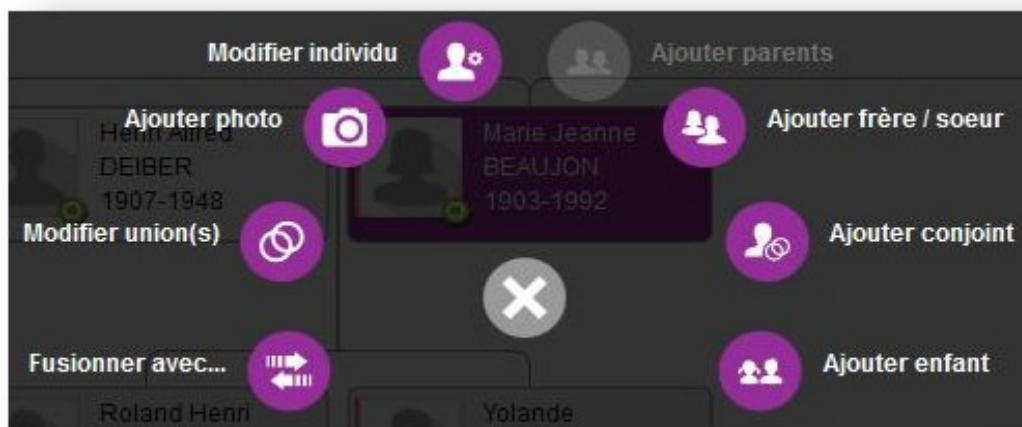 Modifier individu
Ajouter parents
Ajouter photo
Ajouter frère / soeur
Henri Alfred
DEIBER
1907-1948
Marie Jeanne
BEAUJON
1903-1992
Modifier union(s)
Ajouter conjoint
Fusionner avec...
Ajouter enfant
Roland Henri
Yolande